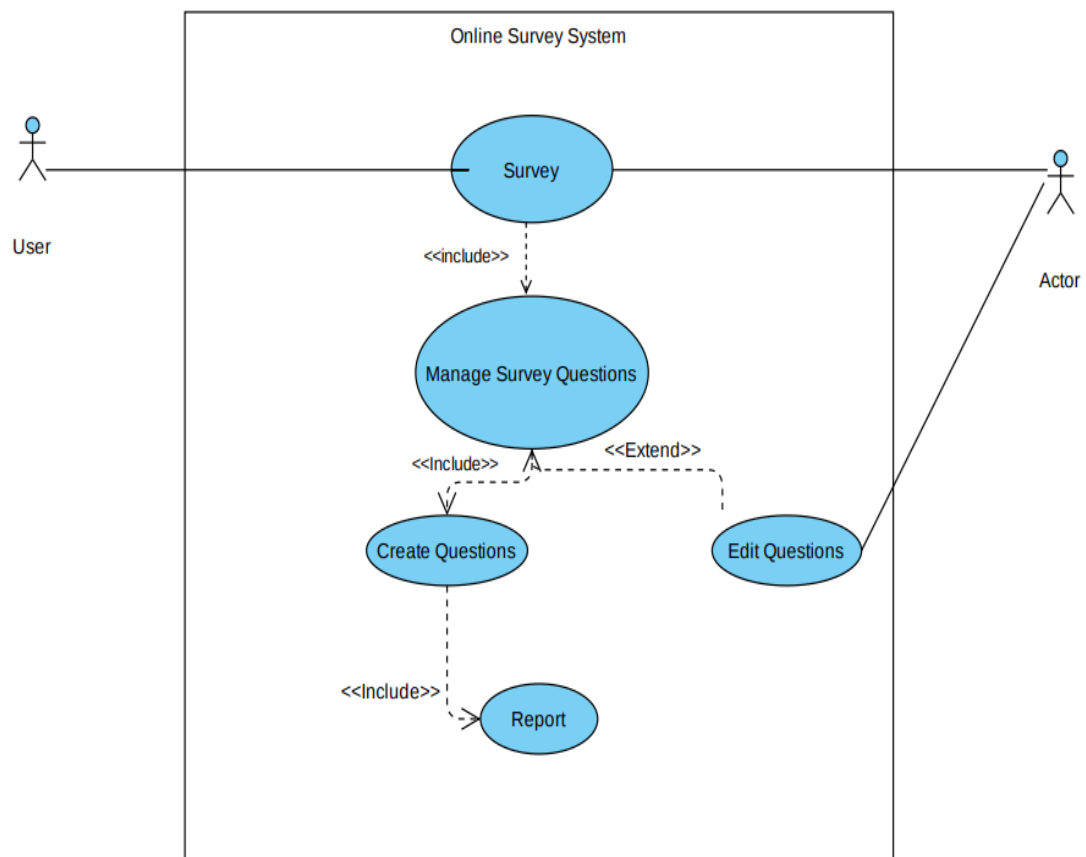 Online Survey System
Survey
User
<<include>>
Actor
Manage Survey Questions
<<Include>>
<<Extend>>
Create Questions
Edit Questions
<<Include>>
Report